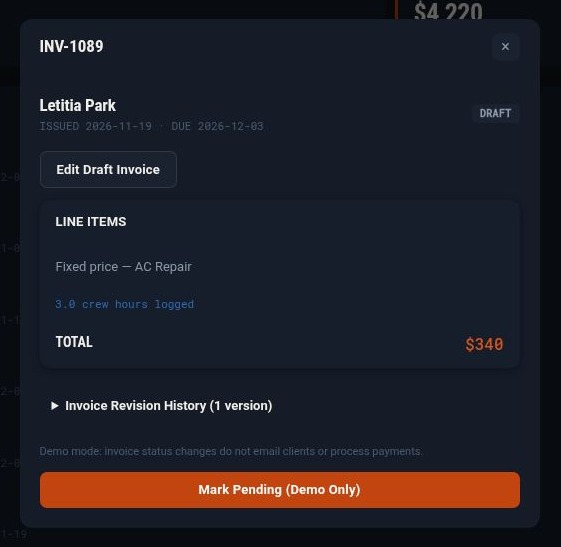 $4,220
INV-1089
×
Letitia Park
DRAFT
ISSUED 2026-11-19 · DUE 2026-12-03
Edit Draft Invoice
LINE ITEMS
Fixed price — AC Repair
3.0 crew hours logged
TOTAL
$340
▶ Invoice Revision History (1 version)
Demo mode: invoice status changes do not email clients or process payments.
Mark Pending (Demo Only)